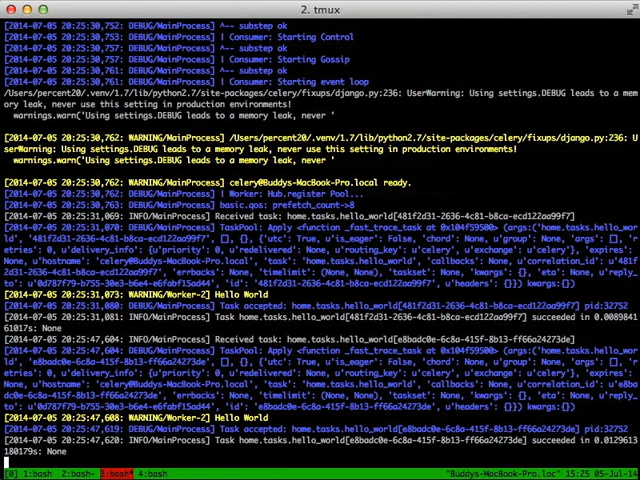 2. tmux
[2014-07-05 20:25:30,752: DEBUG/MainProcess] ^-- substep ok
[2014-07-05 20:25:30,752: DEBUG/MainProcess] | Consumer: Starting Control
[2014-07-05 20:25:30,756: DEBUG/MainProcess] ^-- substep ok
[2014-07-05 20:25:30,756: DEBUG/MainProcess] | Consumer: Starting Gossip
[2014-07-05 20:25:30,761: DEBUG/MainProcess] ^-- substep ok
[2014-07-05 20:25:30,761: DEBUG/MainProcess] | Consumer: Starting event loop
/Users/percent20/.venv/1.7/lib/python2.7/site-packages/celery/fixups/django.py:236: UserWarning: Using settings.DEBUG leads to a mem
ory leak, never use this setting in production environments!
warnings.warn('Using settings.DEBUG leads to a memory leak, never '
[2014-07-05 20:25:30,762: WARNING/MainProcess] /Users/percent20/.venv/1.7/lib/python2.7/site-packages/celery/fixups/django.py:236: U
serWarning: Using settings.DEBUG leads to a memory leak, never use this setting in production environments!
warnings.warn('Using settings.DEBUG leads to a memory leak, never '
[2014-07-05 20:25:30,762: WARNING/MainProcess] celery@Buddys-MacBook-Pro.local ready.
[2014-07-05 20:25:30,763: DEBUG/MainProcess] | Worker: Hub.register Pool...
[2014-07-05 20:25:30,763: DEBUG/MainProcess] basic.qos: prefetch_count->8
[2014-07-05 20:25:31,069: INFO/MainProcess] Received task: home.tasks.hello_world[481f2d31-2636-4c81-b8ca-ecd122aa99f7]
[2014-07-05 20:25:31,071: DEBUG/MainProcess] TaskPool: Apply <function _fast_trace_task at 0x104f59500> (args:('home.tasks.hello_wor
ld', '481f2d31-2636-4c81-b8ca-ecd122aa99f7', [], {}, {'utc': True, u'is_eager': False, 'chord': None, u'group': None, 'args': [], 'r
etries': 0, u'delivery_info': {u'priority': 0, u'redelivered': None, u'routing_key': u'celery', u'exchange': u'celery'}, 'expires':
None, u'hostname': 'celery@Buddys-MacBook-Pro.local', 'task': 'home.tasks.hello_world', 'callbacks': None, u'correlation_id': u'481f
2d31-2636-4c81-b8ca-ecd122aa99f7', 'errbacks': None, 'timelimit': (None, None), 'taskset': None, 'kwargs': {}, 'eta': None, u'reply_
to': u'0d787f79-b755-30e3-b6e4-e6fabf15ad44', 'id': '481f2d31-2636-4c81-b8ca-ecd122aa99f7', u'headers': {}}) kwargs:{})
[2014-07-05 20:25:31,073: WARNING/Worker-2] Hello World
[2014-07-05 20:25:31,080: DEBUG/MainProcess] Task accepted: home.tasks.hello_world[481f2d31-2636-4c81-b8ca-ecd122aa99f7] pid:32752
[2014-07-05 20:25:31,081: INFO/MainProcess] Task home.tasks.hello_world[481f2d31-2636-4c81-b8ca-ecd122aa99f7] succeeded in 0.0089841
61017s: None
[2014-07-05 20:25:47,604: INFO/MainProcess] Received task: home.tasks.hello_world[e8badc0e-6c8a-415f-8b13-ff66a24273de]
[2014-07-05 20:25:47,604: DEBUG/MainProcess] TaskPool: Apply <function _fast_trace_task at 0x104f59500> (args:('home.tasks.hello_wor
ld', 'e8badc0e-6c8a-415f-8b13-ff66a24273de', [], {}, {'utc': True, u'is_eager': False, 'chord': None, u'group': None, 'args': [], 'r
etries': 0, u'delivery_info': {u'priority': 0, u'redelivered': None, u'routing_key': u'celery', u'exchange': u'celery'}, 'expires':
None, u'hostname': 'celery@Buddys-MacBook-Pro.local', 'task': 'home.tasks.hello_world', 'callbacks': None, u'correlation_id': u'e8ba
dc0e-6c8a-415f-8b13-ff66a24273de', 'errbacks': None, 'timelimit': (None, None), 'taskset': None, 'kwargs': {}, 'eta': None, u'reply_
to': u'0d787f79-b755-30e3-b6e4-e6fabf15ad44', 'id': 'e8badc0e-6c8a-415f-8b13-ff66a24273de', u'headers': {}}) kwargs:{})
[2014-07-05 20:25:47,608: WARNING/Worker-2] Hello World
[2014-07-05 20:25:47,619: DEBUG/MainProcess] Task accepted: home.tasks.hello_world[e8badc0e-6c8a-415f-8b13-ff66a24273de] pid:32752
[2014-07-05 20:25:47,620: INFO/MainProcess] Task home.tasks.hello_world[e8badc0e-6c8a-415f-8b13-ff66a24273de] succeeded in 0.0129613
180179s: None
[0] 1:bash 2:bash- 3:bash* 4:bash "Buddys-MacBook-Pro.loc" 15:25 05-Jul-14